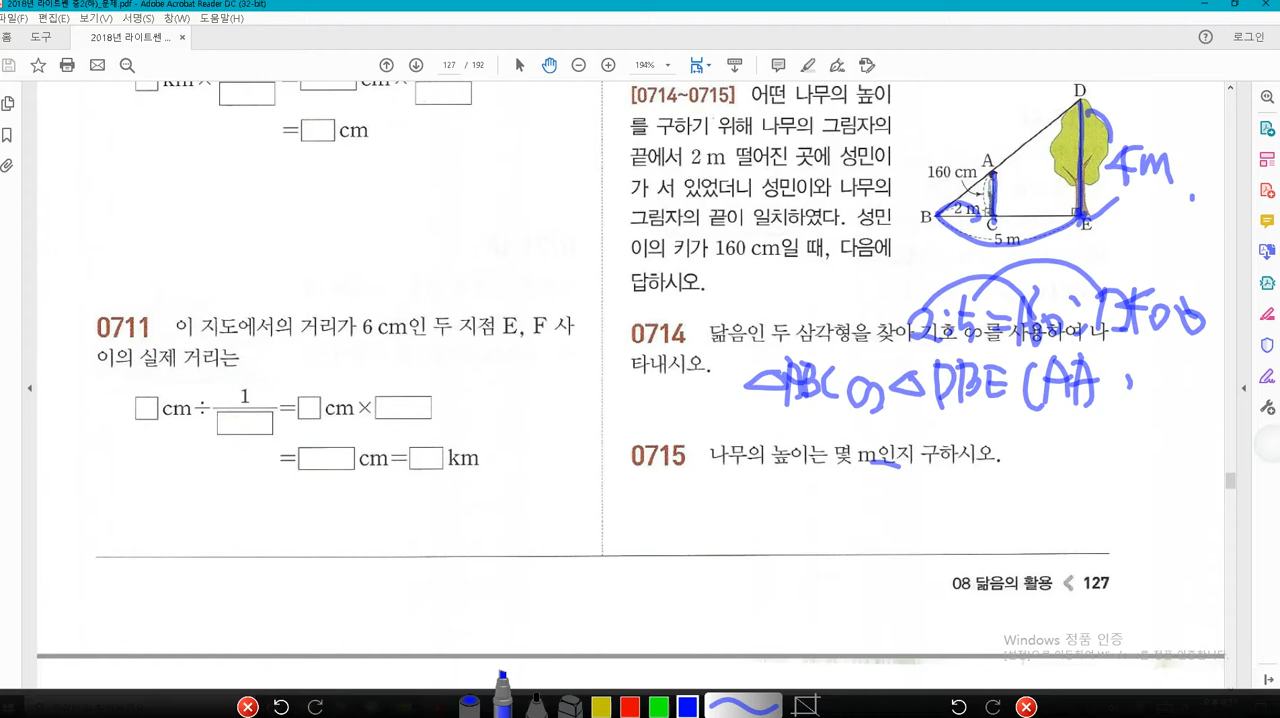 2018년 라이트쎈 중2(하)_문제.pdf - Adobe Acrobat Reader DC (32-bit)
파일(F) 편집(E) 보기(V) 서명(S) 창(W) 도움말(H)
홈 도구 2018년 라이트쎈 ... × 로그인
127 / 192 194%
= cm
[0714~0715] 어떤 나무의 높이
를 구하기 위해 나무의 그림자의
끝에서 2 m 떨어진 곳에 성민이
가 서 있었더니 성민이와 나무의
그림자의 끝이 일치하였다. 성민
이의 키가 160 cm일 때, 다음에
답하시오.
D
A
160 cm
4m
2 m
B C E
5 m
0711 이 지도에서의 거리가 6 cm인 두 지점 E, F 사
이의 실제 거리는
cm ÷ 1 = cm ×
= cm = km
0714 닮음인 두 삼각형을 찾아 기호 ∽를 사용하여 나
타내시오.
△ABC ∽ △DBE (AA)
0715 나무의 높이는 몇 m인지 구하시오.
08 닮음의 활용 < 127
Windows 정품 인증